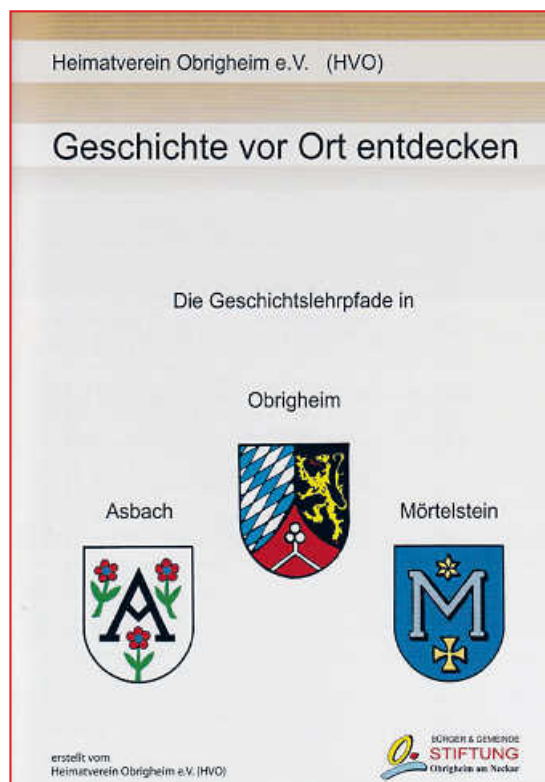 Heimatverein Obrigheim e.V. (HVO)
Geschichte vor Ort entdecken
Die Geschichtslehrpfade in
Obrigheim
Asbach
Mörtelstein
A
M
erstellt vom
Heimatverein Obrigheim e.V. (HVO)
BÜRGER & GEMEINDE
STIFTUNG
Obrigheim am Neckar